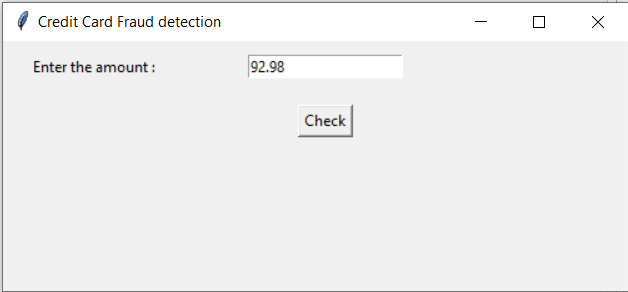 Credit Card Fraud detection
Enter the amount : 92.98
Check